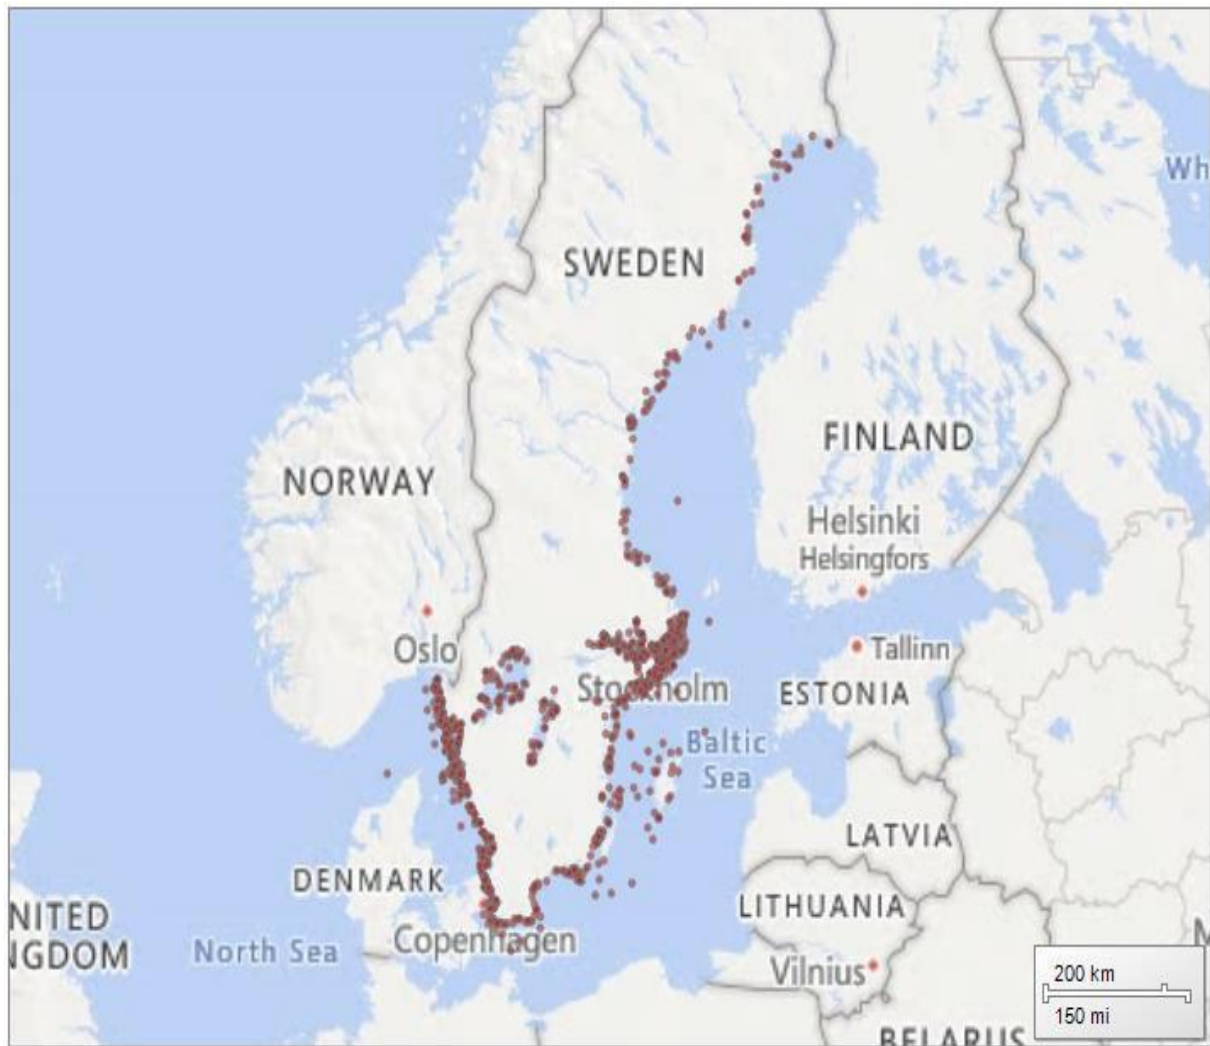 Wh
SWEDEN
FINLAND
NORWAY
Helsinki
Helsingfors
Oslo
Tallinn
Stockholm
ESTONIA
Baltic
Sea
LATVIA
DENMARK
LITHUANIA
NITED
NGDOM
North Sea
Copenhagen
M
Vilnius
200 km
150 mi
BELARUS